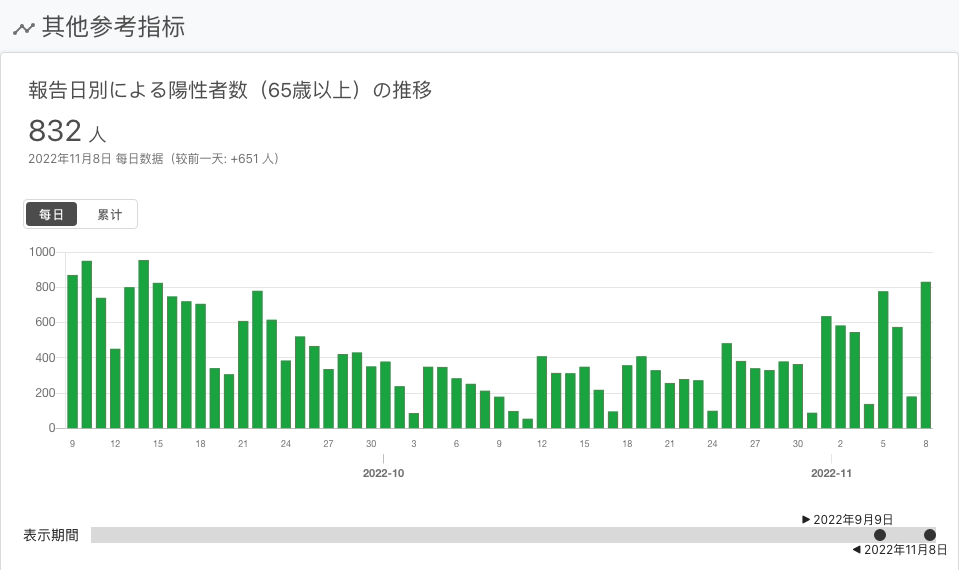 其他参考指标
報告日別による陽性者数（65歳以上）の推移
832 人
2022年11月8日 每日数据（较前一天: +651 人）
每日 累计
1000
800
600
400
200
0
9 12 15 18 21 24 27 30 3 6 9 12 15 18 21 24 27 30 2 5 8
2022-10 2022-11
2022年9月9日
表示期間
2022年11月8日